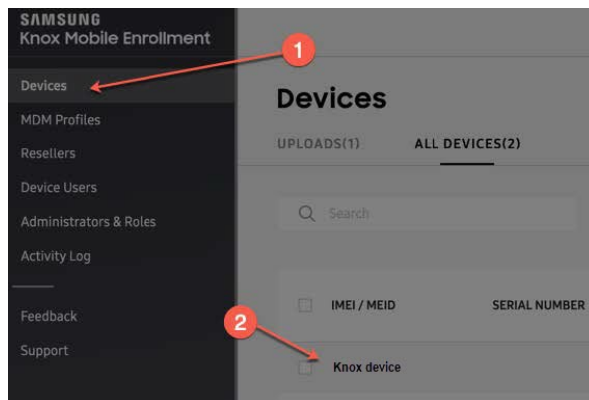 SAMSUNG
Knox Mobile Enrollment
1
Devices
MDM Profiles
Resellers
Device Users
Administrators & Roles
Activity Log
Feedback
Support
Devices
UPLOADS(1) ALL DEVICES(2)
Search
IMEI / MEID SERIAL NUMBER
2
Knox device